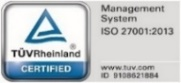 TÜVRheinland
CERTIFIED
Management
System
ISO 27001:2013
www.tuv.com
ID 9108621884